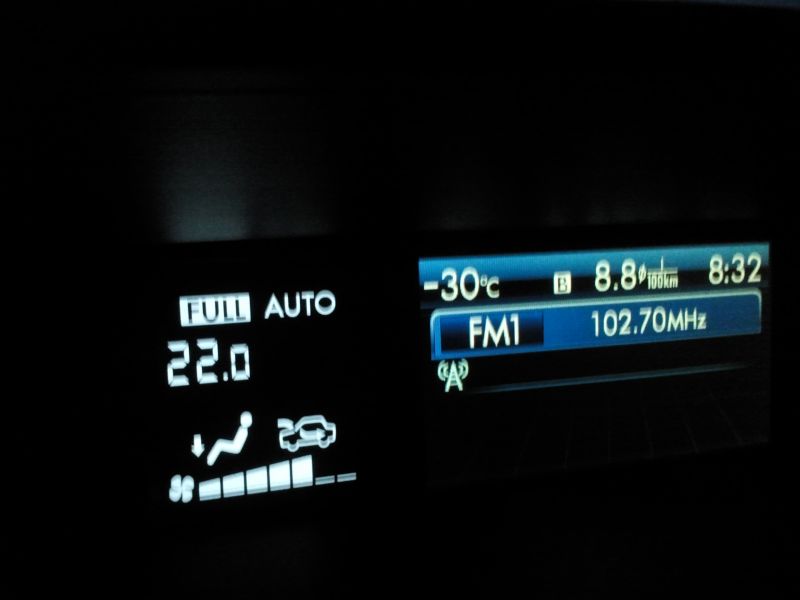 FULL AUTO
22.0
-30°C B 8.8 ø l/100km 8:32
FM1 102.70MHz